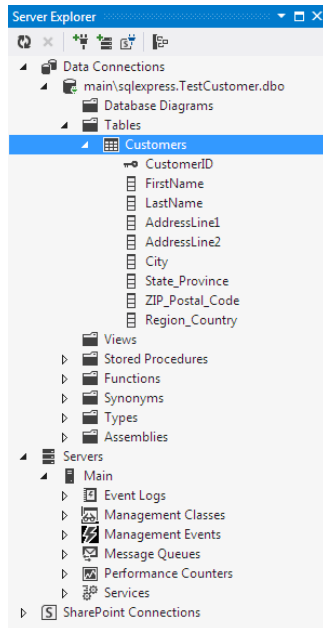 Server Explorer
Data Connections
main\sqlexpress.TestCustomer.dbo
Database Diagrams
Tables
Customers
CustomerID
FirstName
LastName
AddressLine1
AddressLine2
City
State_Province
ZIP_Postal_Code
Region_Country
Views
Stored Procedures
Functions
Synonyms
Types
Assemblies
Servers
Main
Event Logs
Management Classes
Management Events
Message Queues
Performance Counters
Services
SharePoint Connections